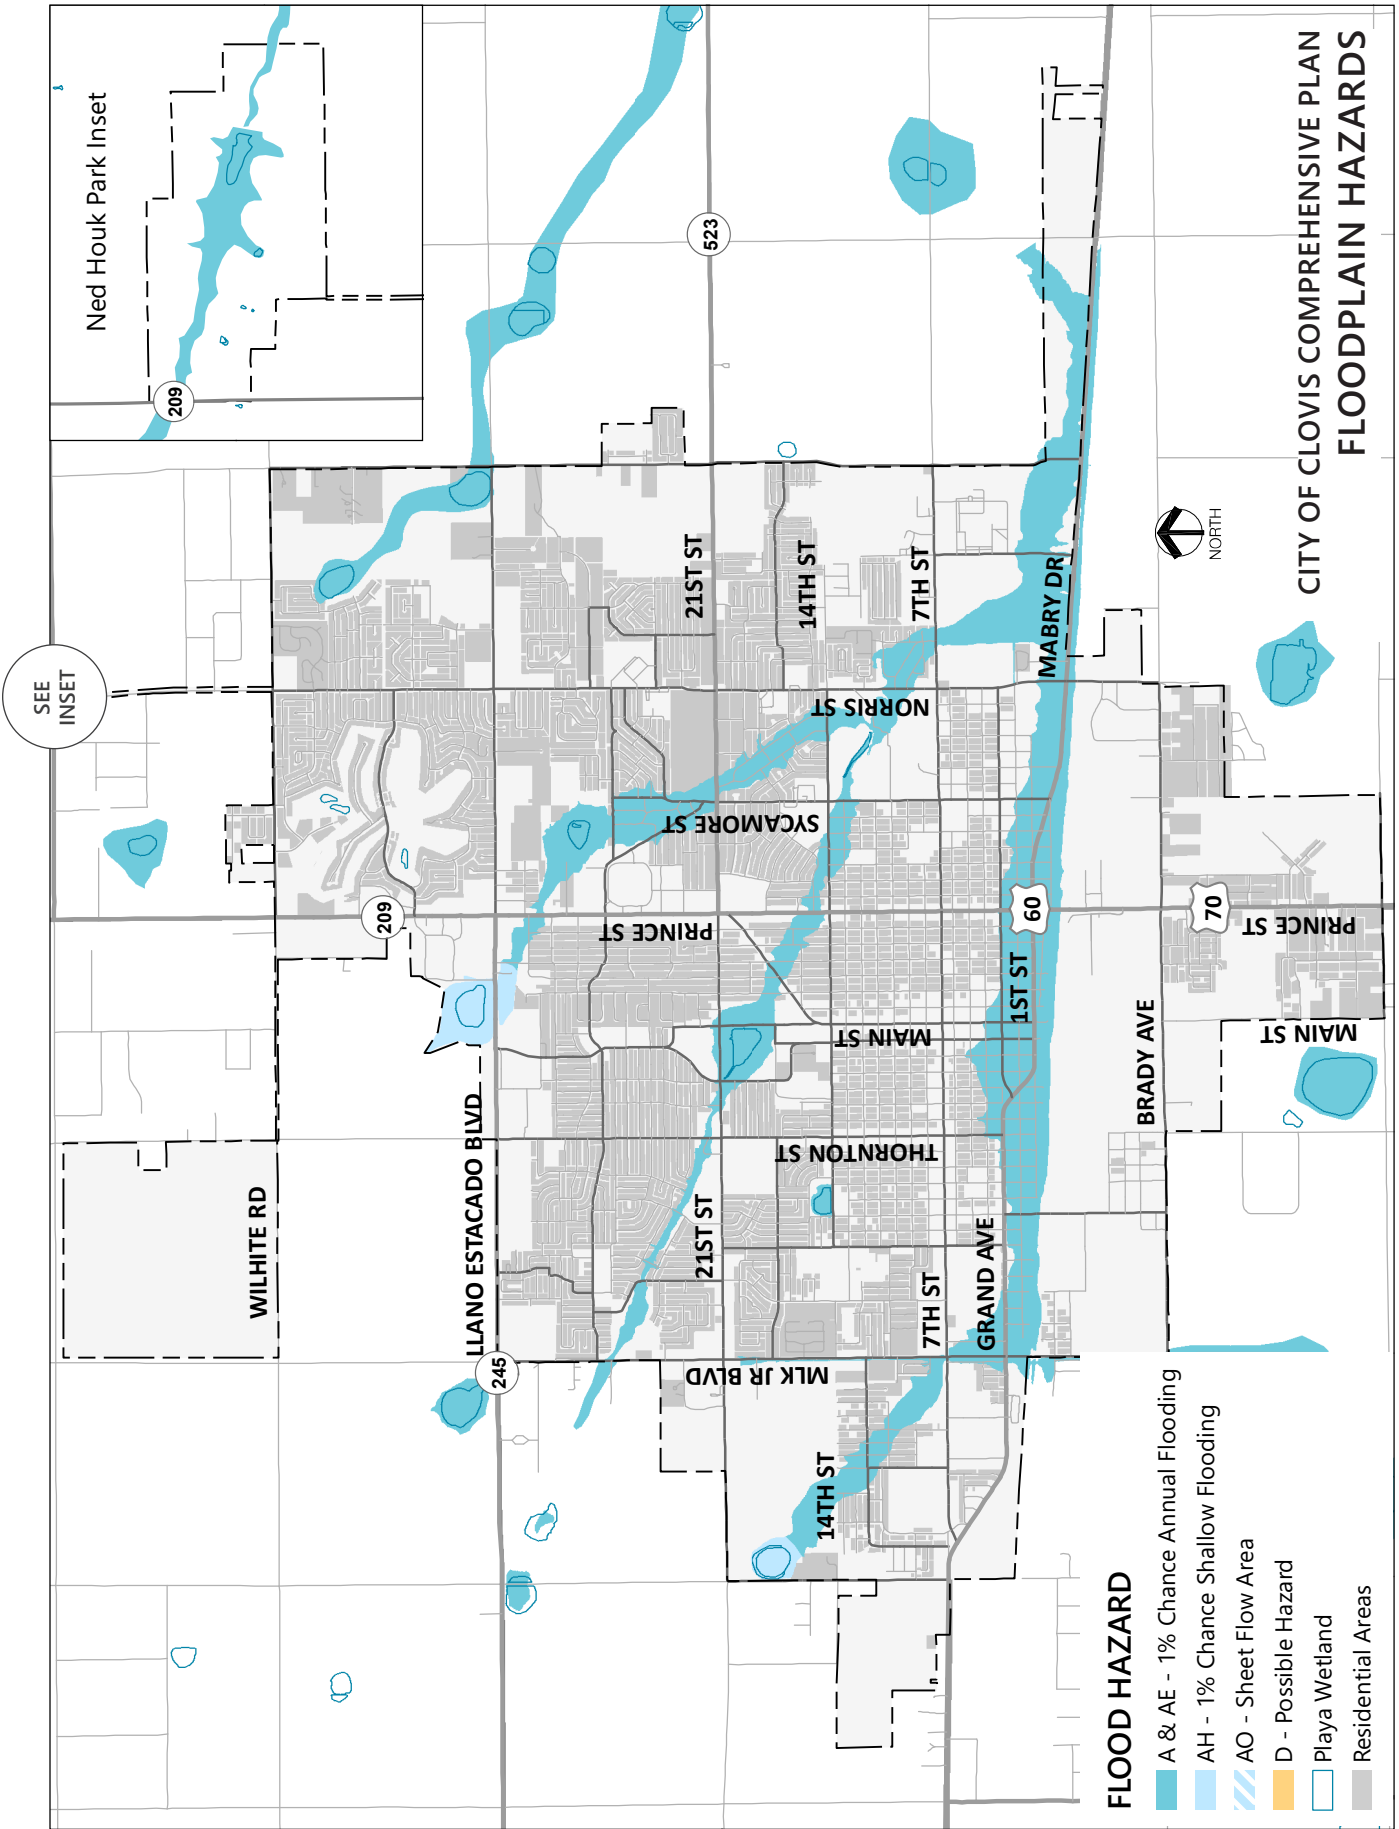 CITY OF CLOVIS COMPREHENSIVE PLAN
FLOODPLAIN HAZARDS
Ned Houk Park Inset
209
SEE
INSET
WILHITE RD
209
LLANO ESTACADO BLVD
245
523
21ST ST
21ST ST
14TH ST
14TH ST
7TH ST
7TH ST
GRAND AVE
1ST ST
MABRY DR
60
70
BRADY AVE
MLK JR BLVD
THORNTON ST
MAIN ST
MAIN ST
PRINCE ST
PRINCE ST
SYCAMORE ST
NORRIS ST
NORTH
FLOOD HAZARD
A & AE - 1% Chance Annual Flooding
AH - 1% Chance Shallow Flooding
AO - Sheet Flow Area
D - Possible Hazard
Playa Wetland
Residential Areas